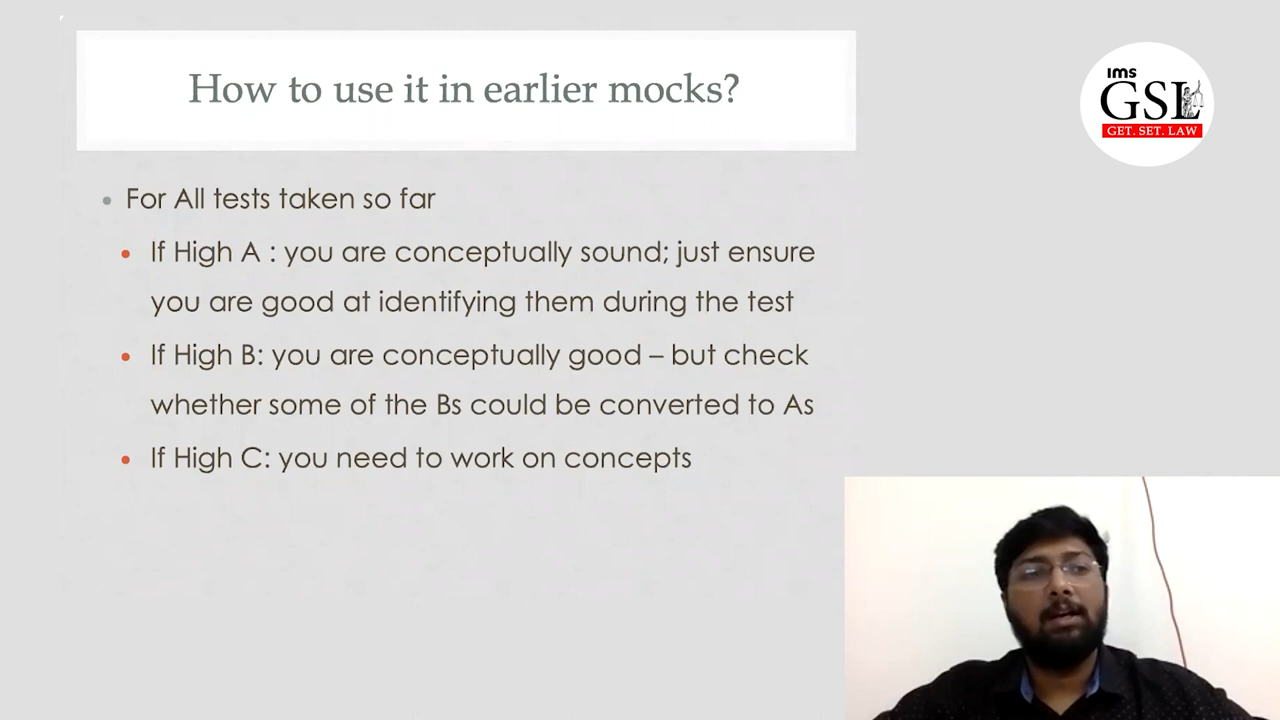 How to use it in earlier mocks?
ims
GSL
GET. SET. LAW
For All tests taken so far
If High A : you are conceptually sound; just ensure
you are good at identifying them during the test
If High B: you are conceptually good – but check
whether some of the Bs could be converted to As
If High C: you need to work on concepts